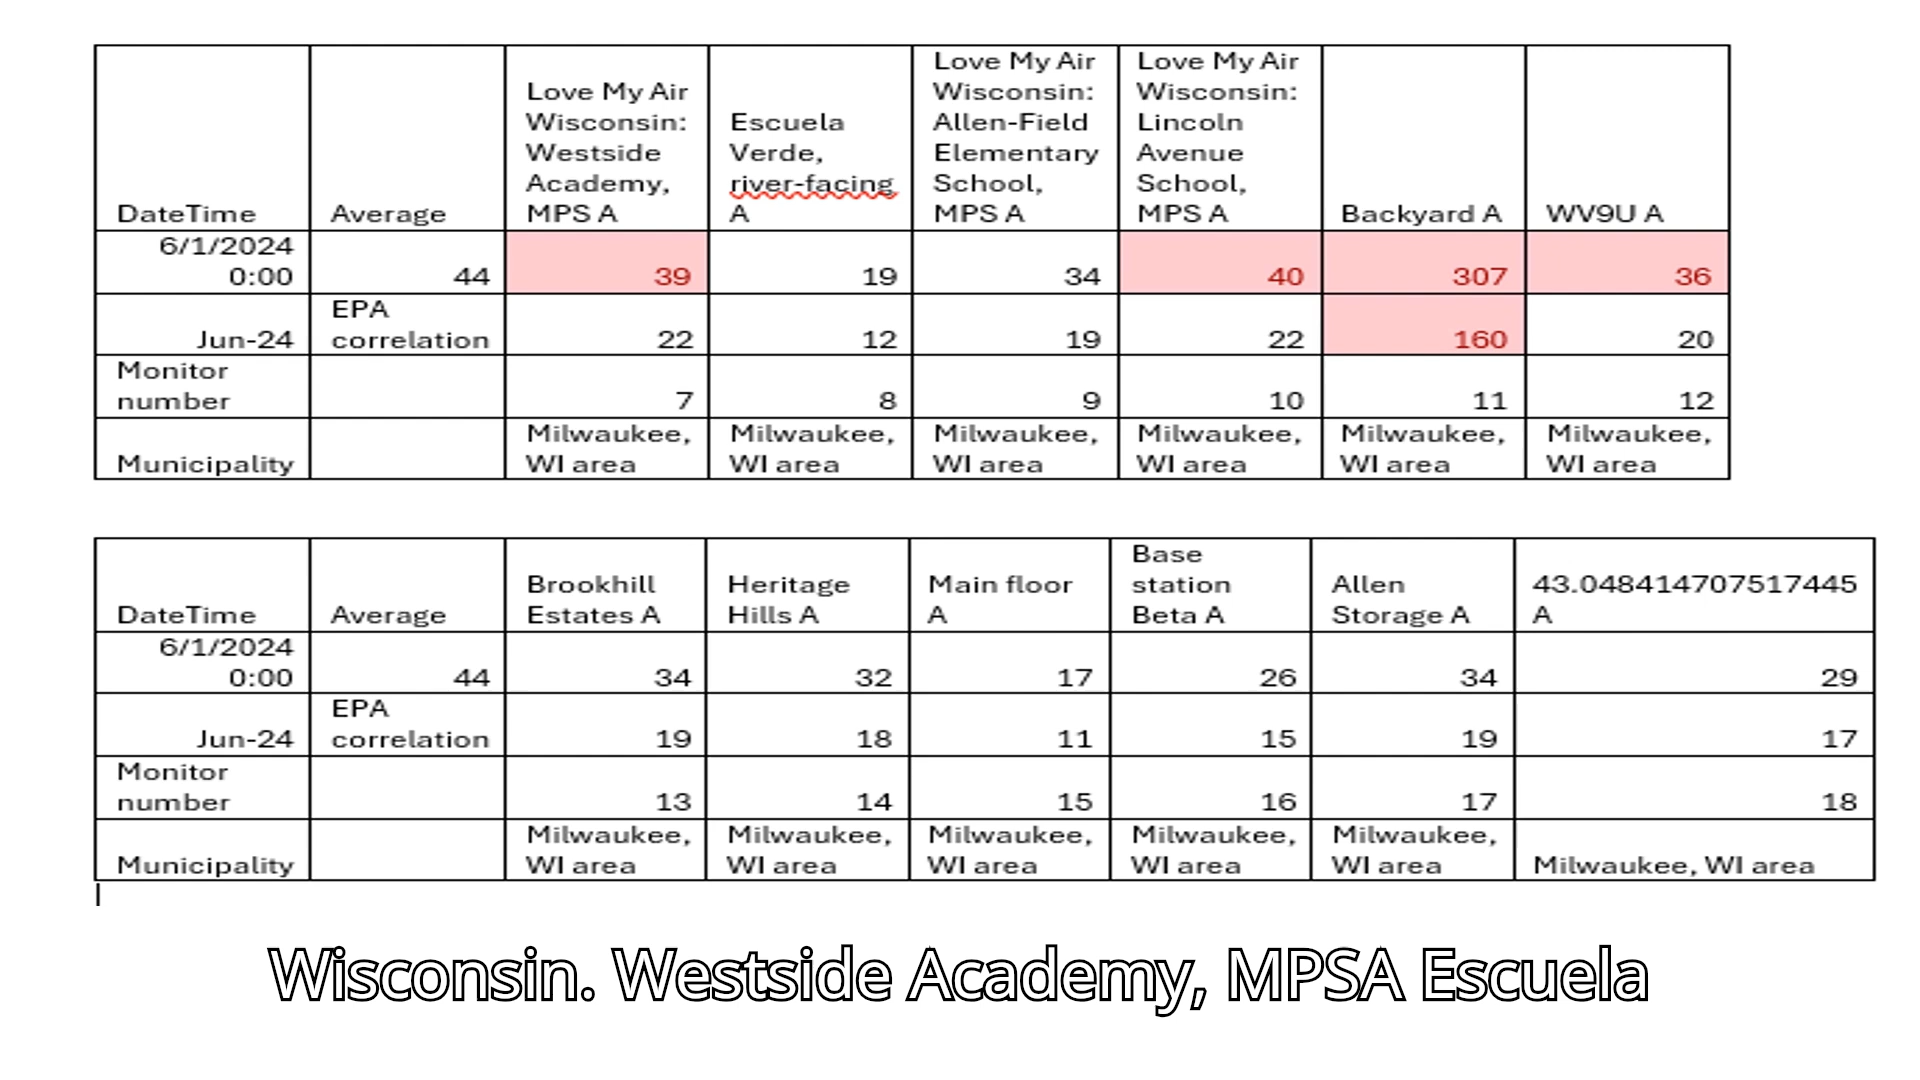 DateTime Average Love My Air Wisconsin: Westside Academy, MPS A Escuela Verde, river-facing A Love My Air Wisconsin: Allen-Field Elementary School, MPS A Love My Air Wisconsin: Lincoln Avenue School, MPS A Backyard A WV9U A
6/1/2024 0:00 44 39 19 34 40 307 36
Jun-24 EPA correlation 22 12 19 22 160 20
Monitor number 7 8 9 10 11 12
Municipality Milwaukee, WI area Milwaukee, WI area Milwaukee, WI area Milwaukee, WI area Milwaukee, WI area Milwaukee, WI area
DateTime Average Brookhill Estates A Heritage Hills A Main floor A Base station Beta A Allen Storage A 43.048414707517445 A
6/1/2024 0:00 44 34 32 17 26 34 29
Jun-24 EPA correlation 19 18 11 15 19 17
Monitor number 13 14 15 16 17 18
Municipality Milwaukee, WI area Milwaukee, WI area Milwaukee, WI area Milwaukee, WI area Milwaukee, WI area Milwaukee, WI area
Wisconsin. Westside Academy, MPSA Escuela